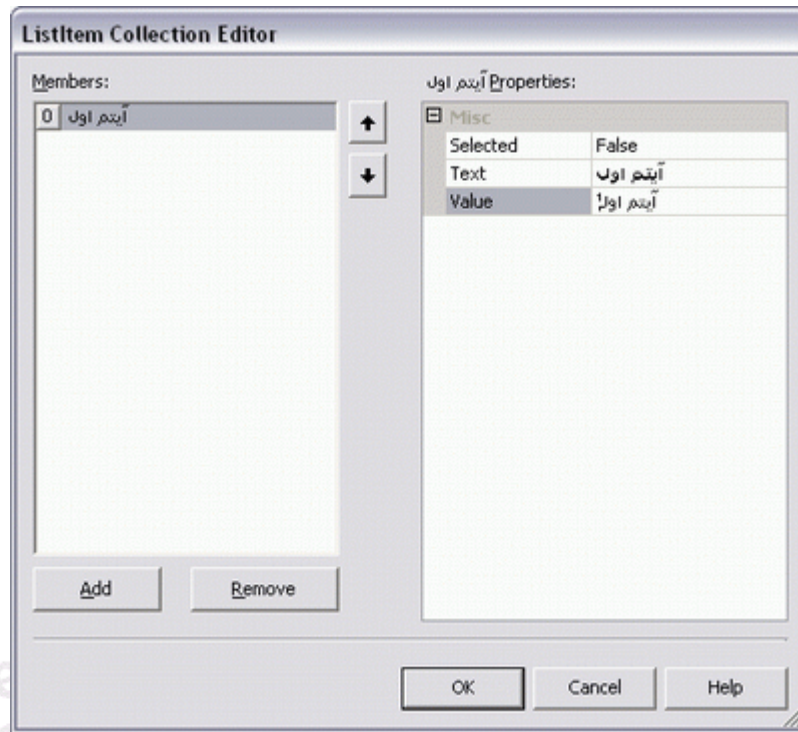 ListItem Collection Editor
Members:
0 آیتم اول
Add Remove
آیتم اول Properties:
Misc
Selected False
Text آیتم اول
Value آیتم اول
OK Cancel Help